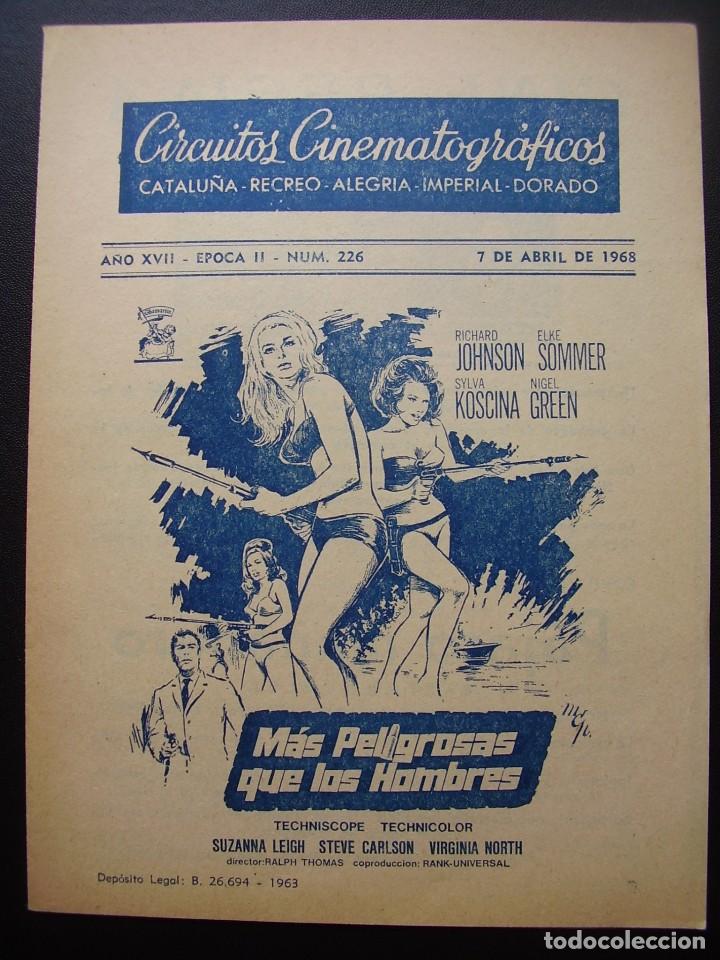 Circuitos Cinematográficos
CATALUÑA - RECREO - ALEGRIA - IMPERIAL - DORADO
AÑO XVII - EPOCA II - NUM. 226 7 DE ABRIL DE 1968
RICHARD ELKE
JOHNSON SOMMER
SYLVA NIGEL
KOSCINA GREEN
Más Peligrosas
que los Hombres
TECHNISCOPE TECHNICOLOR
SUZANNA LEIGH STEVE CARLSON VIRGINIA NORTH
director:RALPH THOMAS coproduccion: RANK-UNIVERSAL
Depósito Legal: B. 26.694 - 1963
todocoleccion